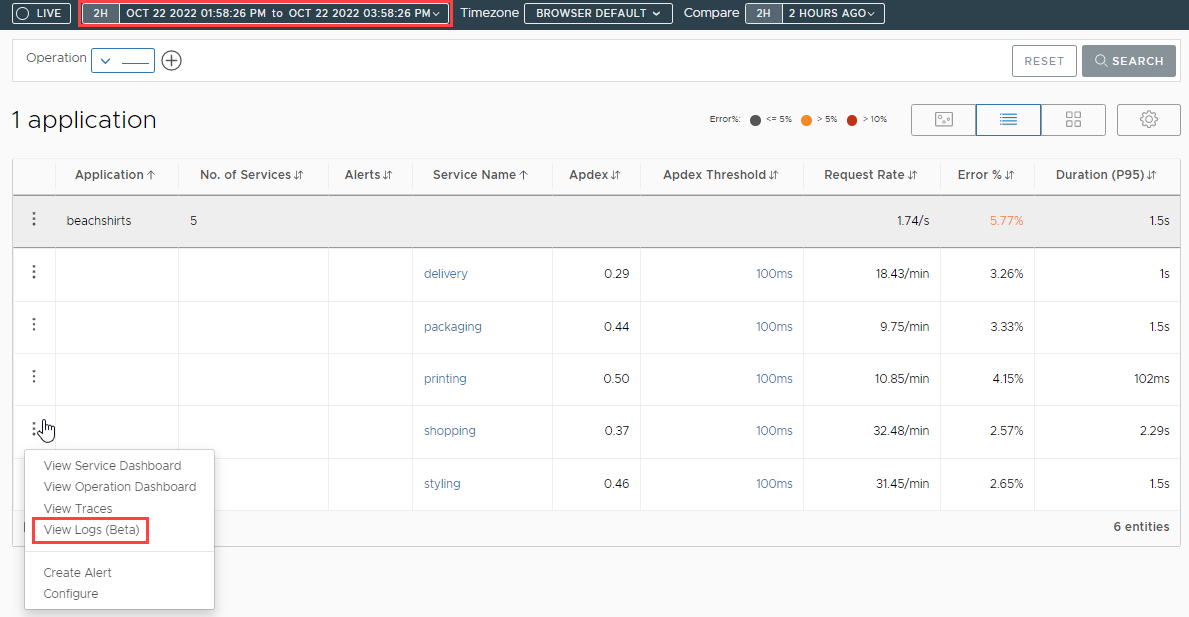 LIVE 2H OCT 22 2022 01:58:26 PM to OCT 22 2022 03:58:26 PM Timezone BROWSER DEFAULT Compare 2H 2 HOURS AGO
Operation RESET SEARCH
1 application Error%: <= 5% > 5% > 10%
Application No. of Services Alerts Service Name Apdex Apdex Threshold Request Rate Error % Duration (P95)
beachshirts 5 1.74/s 5.77% 1.5s
delivery 0.29 100ms 18.43/min 3.26% 1s
packaging 0.44 100ms 9.75/min 3.33% 1.5s
printing 0.50 100ms 10.85/min 4.15% 102ms
shopping 0.37 100ms 32.48/min 2.57% 2.29s
styling 0.46 100ms 31.45/min 2.65% 1.5s
6 entities
View Service Dashboard
View Operation Dashboard
View Traces
View Logs (Beta)
Create Alert
Configure